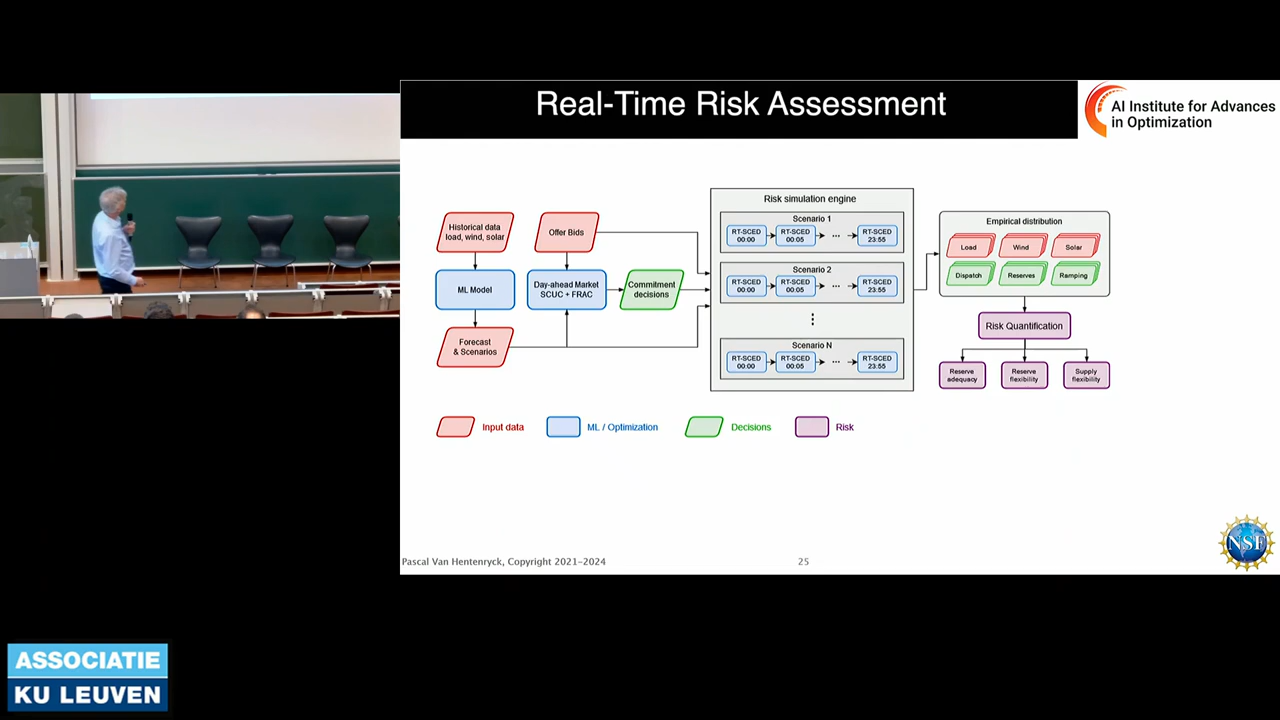 Real-Time Risk Assessment
AI Institute for Advances
in Optimization
Historical data
load, wind, solar
Offer Bids
ML Model
Day-ahead Market
SCUC + FRAC
Commitment
decisions
Forecast
& Scenarios
Risk simulation engine
Scenario 1
RT-SCED
00:00
RT-SCED
00:05
...
RT-SCED
23:55
Scenario 2
RT-SCED
00:00
RT-SCED
00:05
...
RT-SCED
23:55
Scenario N
RT-SCED
00:00
RT-SCED
00:05
...
RT-SCED
23:55
Empirical distribution
Load
Wind
Solar
Dispatch
Reserves
Ramping
Risk Quantification
Reserve
adequacy
Reserve
flexibility
Supply
flexibility
Input data
ML / Optimization
Decisions
Risk
Pascal Van Hentenryck, Copyright 2021-2024
25
NSF
ASSOCIATIE
KU LEUVEN